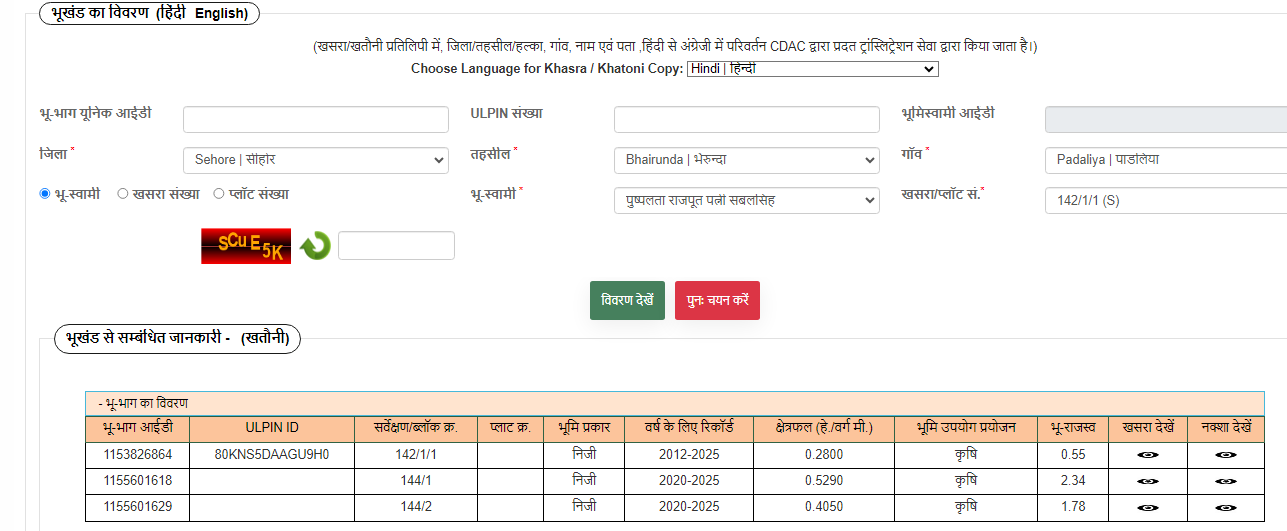 भूखंड का विवरण (हिंदी English)
(खसरा/खतौनी प्रतिलिपी में, जिला/तहसील/हल्का, गांव, नाम एवं पता ,हिंदी से अंग्रेजी में परिवर्तन CDAC द्वारा प्रदत ट्रांस्लिट्रेशन सेवा द्वारा किया जाता है।)
Choose Language for Khasra / Khatoni Copy: Hindi | हिन्दी
भू-भाग यूनिक आईडी ULPIN संख्या भूमिस्वामी आईडी
जिला * Sehore | सीहोर तहसील * Bhairunda | भेरुन्दा गाँव * Padaliya | पाडलिया
भू-स्वामी खसरा संख्या प्लॉट संख्या भू-स्वामी * पुष्पलता राजपूत पत्नी सबलसिंह खसरा/प्लॉट सं.* 142/1/1 (S)
SCuE5K
विवरण देखें पुनः चयन करें
भूखंड से सम्बंधित जानकारी - (खतौनी)
- भू-भाग का विवरण
भू-भाग आईडी ULPIN ID सर्वेक्षण/ब्लॉक क्र. प्लाट क्र. भूमि प्रकार वर्ष के लिए रिकॉर्ड क्षेत्रफल (हे./वर्ग मी.) भूमि उपयोग प्रयोजन भू-राजस्व खसरा देखें नक्शा देखें
1153826864 80KNS5DAAGU9H0 142/1/1 निजी 2012-2025 0.2800 कृषि 0.55
1155601618 144/1 निजी 2020-2025 0.5290 कृषि 2.34
1155601629 144/2 निजी 2020-2025 0.4050 कृषि 1.78